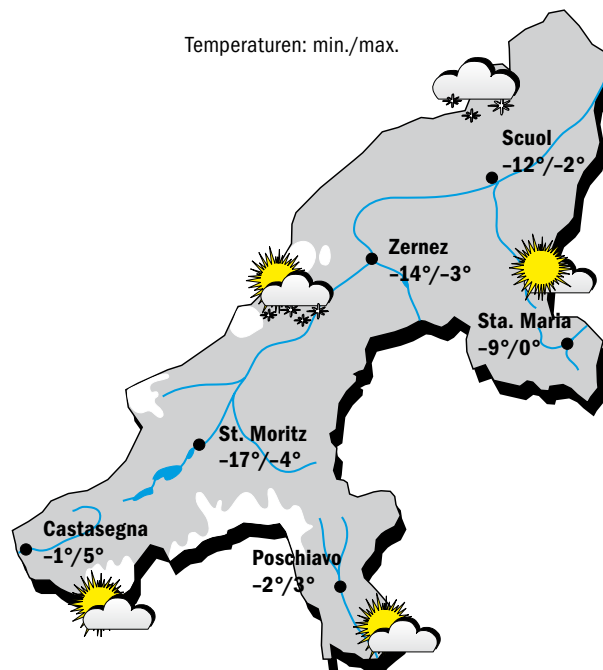 Temperaturen: min./max.
Scuol
–12°/–2°
Zernez
–14°/–3°
Sta. Maria
–9°/0°
St. Moritz
–17°/–4°
Castasegna
–1°/5°
Poschiavo
–2°/3°